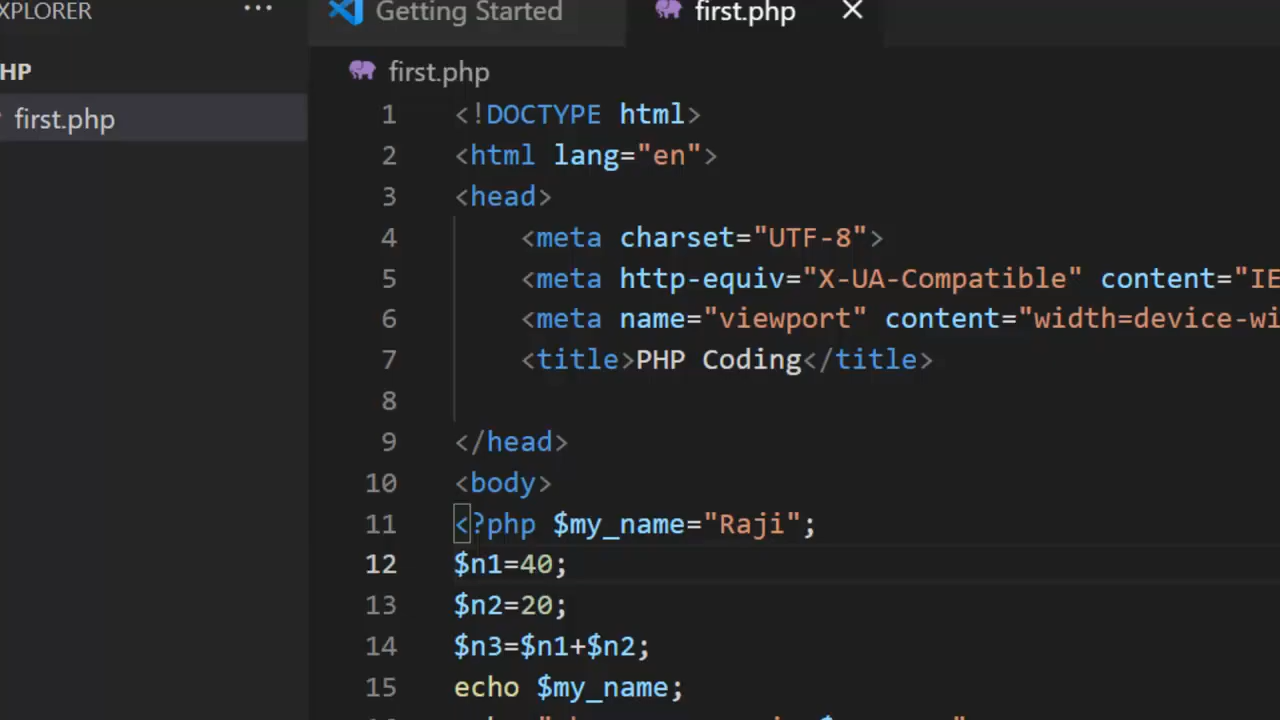 XPLORER ...
Getting Started
first.php
HP
first.php
first.php
1 <!DOCTYPE html>
2 <html lang="en">
3 <head>
4 <meta charset="UTF-8">
5 <meta http-equiv="X-UA-Compatible" content="IE
6 <meta name="viewport" content="width=device-wi
7 <title>PHP Coding</title>
8
9 </head>
10 <body>
11 <?php $my_name="Raji";
12 $n1=40;
13 $n2=20;
14 $n3=$n1+$n2;
15 echo $my_name;